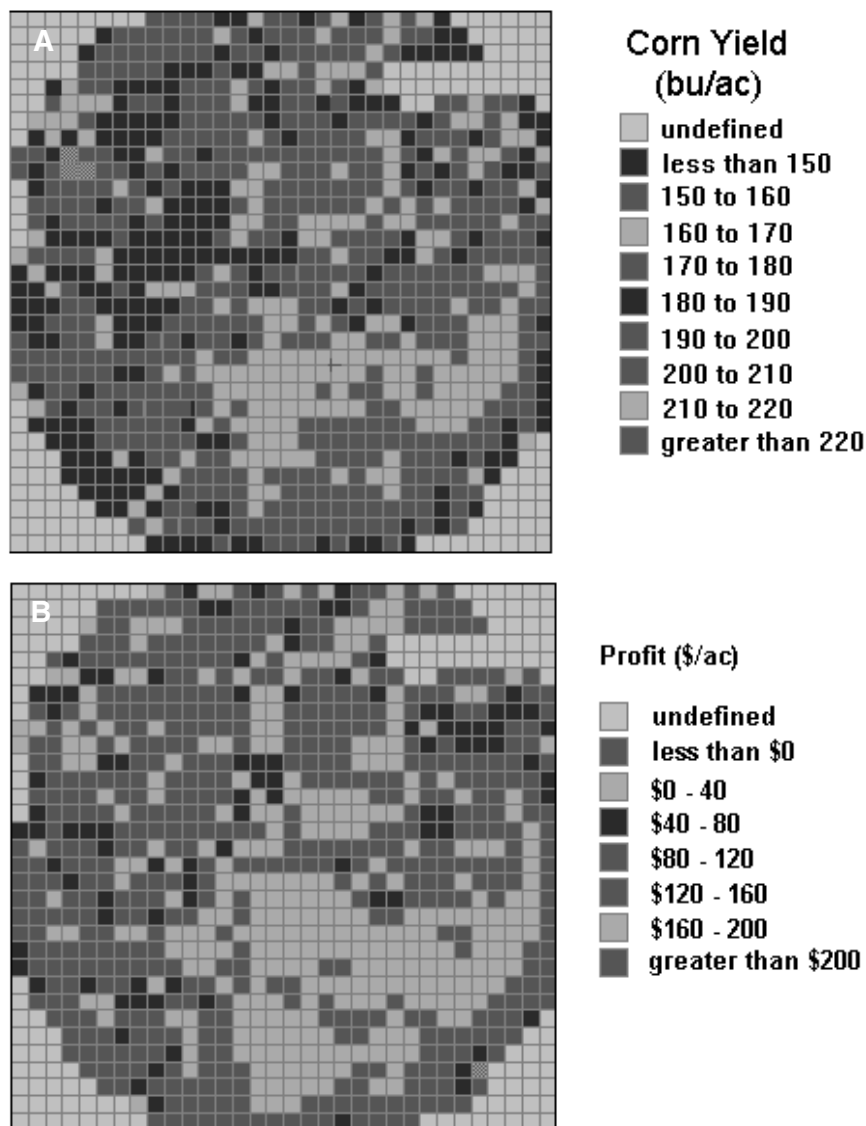 A
Corn Yield
(bu/ac)
undefined
less than 150
150 to 160
160 to 170
170 to 180
180 to 190
190 to 200
200 to 210
210 to 220
greater than 220
B
Profit ($/ac)
undefined
less than $0
$0 - 40
$40 - 80
$80 - 120
$120 - 160
$160 - 200
greater than $200